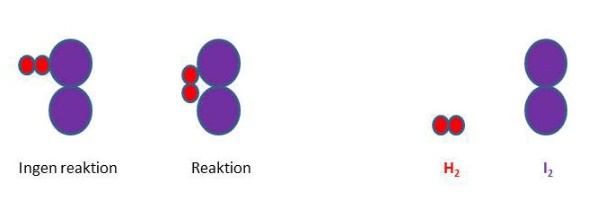 Ingen reaktion
Reaktion
H₂
I₂